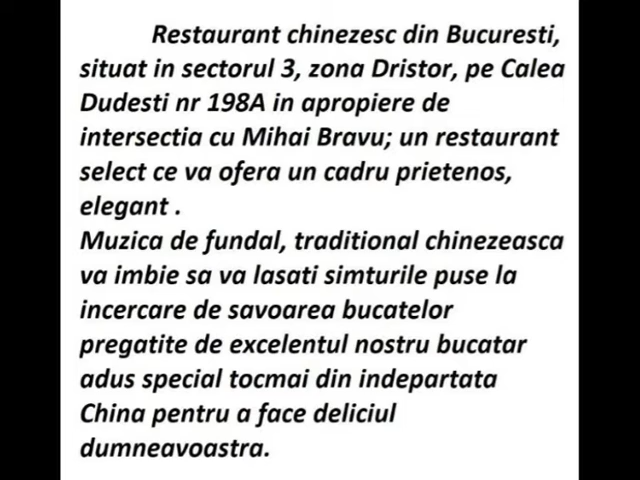 Restaurant chinezesc din Bucuresti,
situat in sectorul 3, zona Dristor, pe Calea
Dudesti nr 198A in apropiere de
intersectia cu Mihai Bravu; un restaurant
select ce va ofera un cadru prietenos,
elegant .
Muzica de fundal, traditional chinezeasca
va imbie sa va lasati simturile puse la
incercare de savoarea bucatelor
pregatite de excelentul nostru bucatar
adus special tocmai din indepartata
China pentru a face deliciul
dumneavoastra.